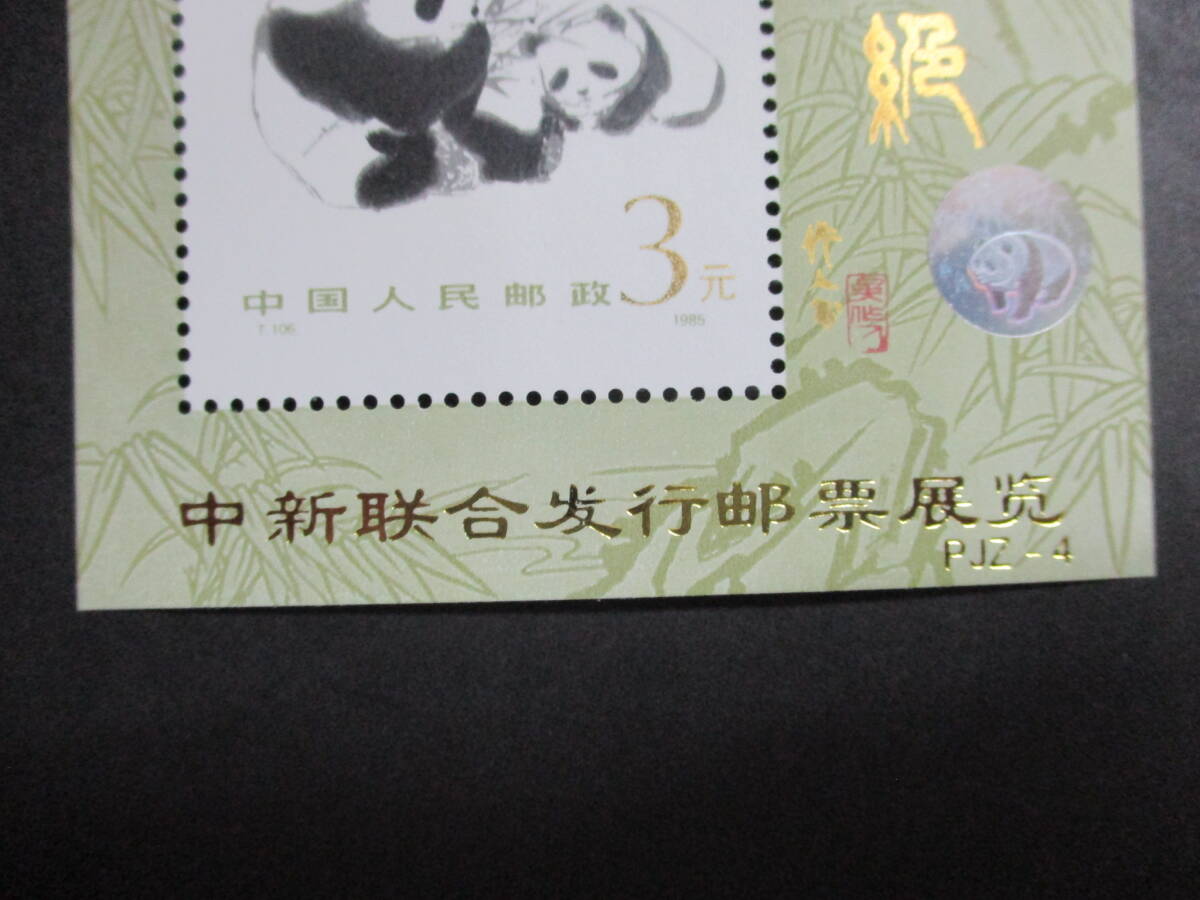 絕
3元
中国人民邮政
T.106
1985
中新联合发行邮票展览
PJZ-4